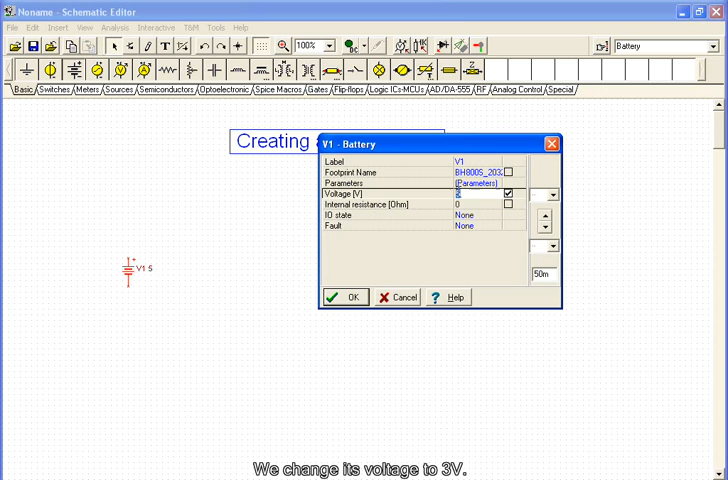 Noname - Schematic Editor
File Edit Insert View Analysis Interactive T&M Tools Help
100% DC Battery
Basic Switches Meters Sources Semiconductors Optoelectronic Spice Macros Gates Flip-flops Logic ICs-MCUs AD/DA-555 RF Analog Control Special
Creating a
V1 - Battery
Label V1
Footprint Name BH800S_203
Parameters (Parameters)
Voltage [V]
Internal resistance [Ohm] 0
IO state None
Fault None
50m
OK Cancel Help
V1 5
We change its voltage to 3V.